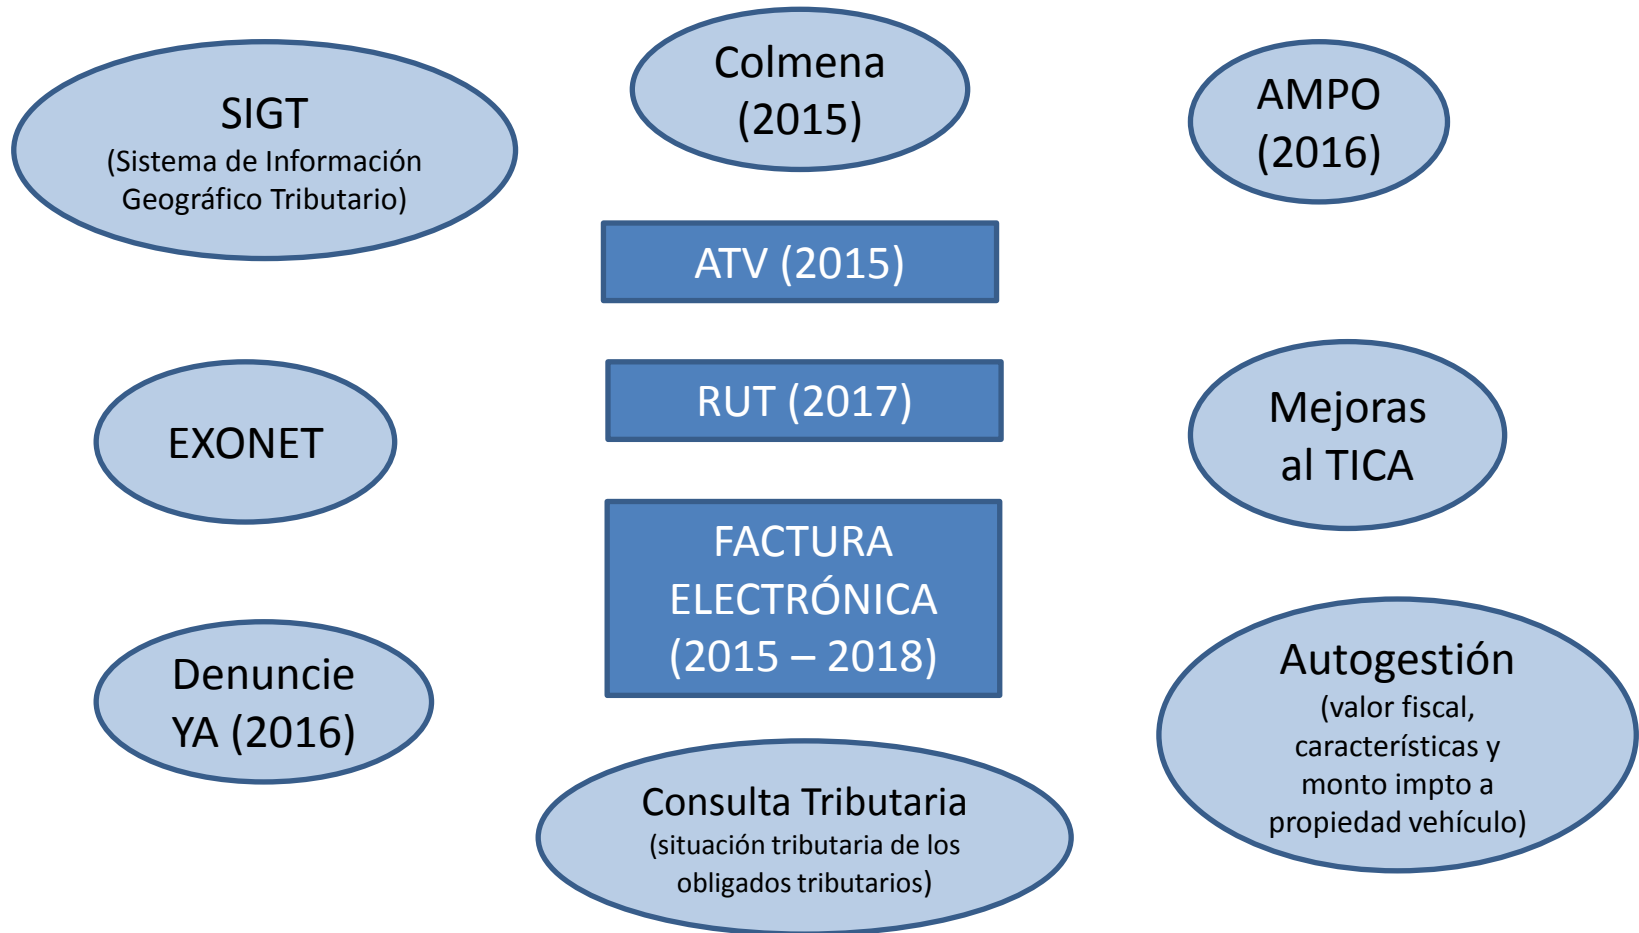 SIGT
(Sistema de Información
Geográfico Tributario)
Colmena
(2015)
AMPO
(2016)
ATV (2015)
RUT (2017)
EXONET
Mejoras
al TICA
FACTURA
ELECTRÓNICA
(2015 – 2018)
Denuncie
YA (2016)
Autogestión
(valor fiscal,
características y
monto impto a
propiedad vehículo)
Consulta Tributaria
(situación tributaria de los
obligados tributarios)